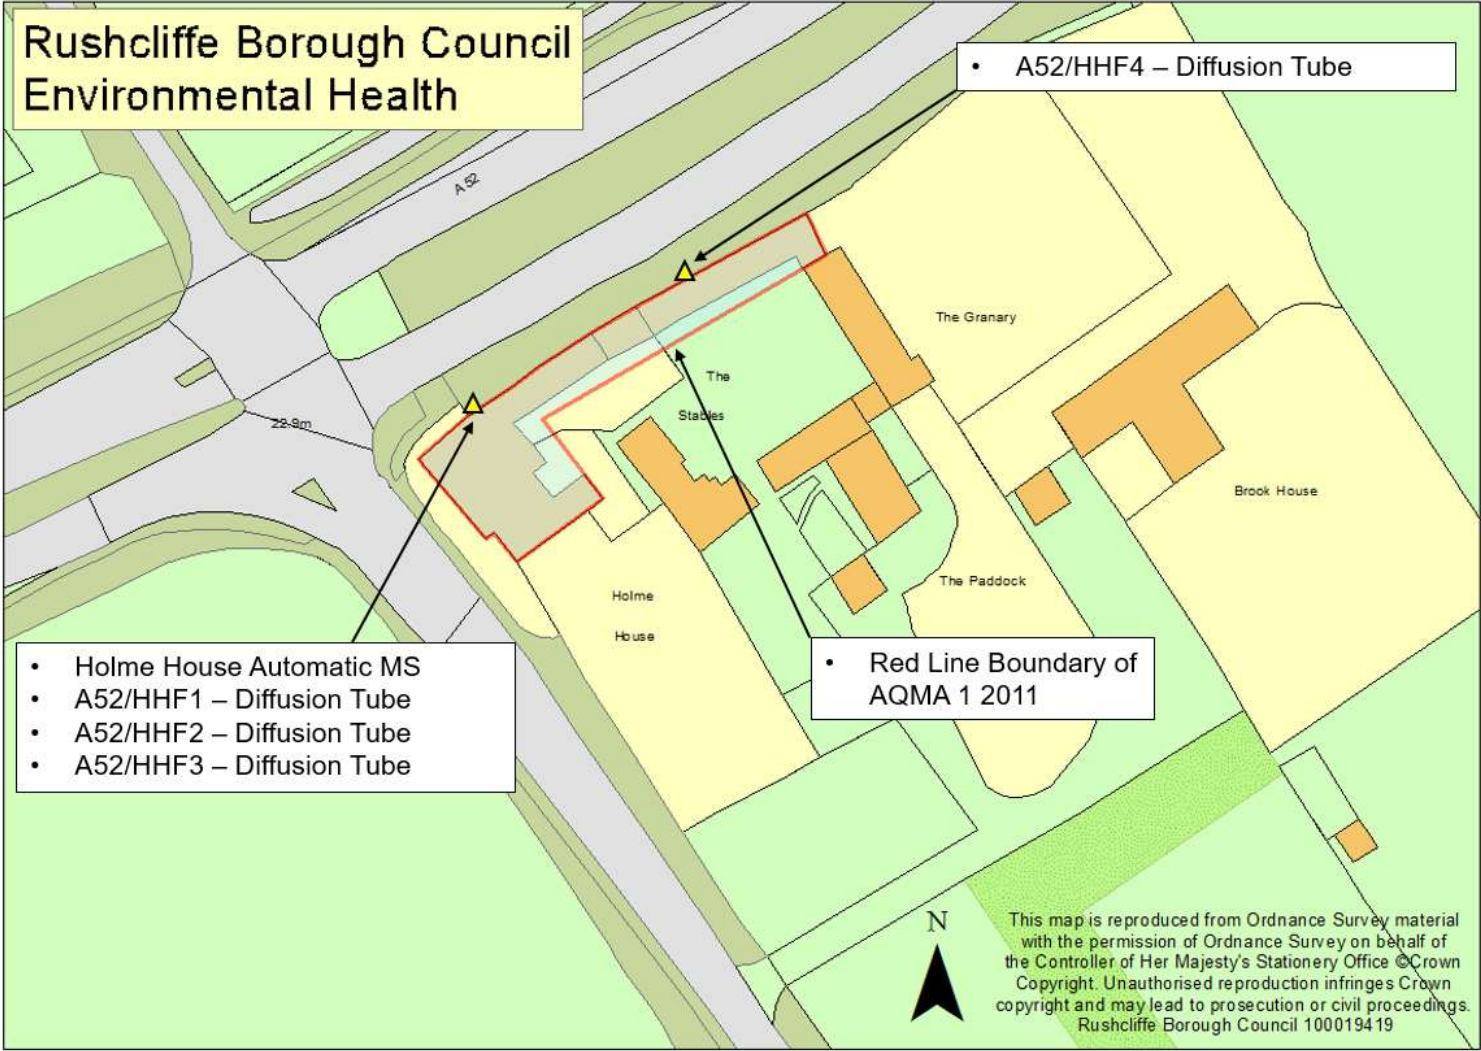 Rushcliffe Borough Council
Environmental Health
• A52/HHF4 – Diffusion Tube
A 52
The Granary
The
Stables
22.9m
Brook House
The Paddock
Holme
House
• Holme House Automatic MS
• A52/HHF1 – Diffusion Tube
• A52/HHF2 – Diffusion Tube
• A52/HHF3 – Diffusion Tube
• Red Line Boundary of
AQMA 1 2011
N
This map is reproduced from Ordnance Survey material
with the permission of Ordnance Survey on behalf of
the Controller of Her Majesty's Stationery Office ©Crown
Copyright. Unauthorised reproduction infringes Crown
copyright and may lead to prosecution or civil proceedings.
Rushcliffe Borough Council 100019419